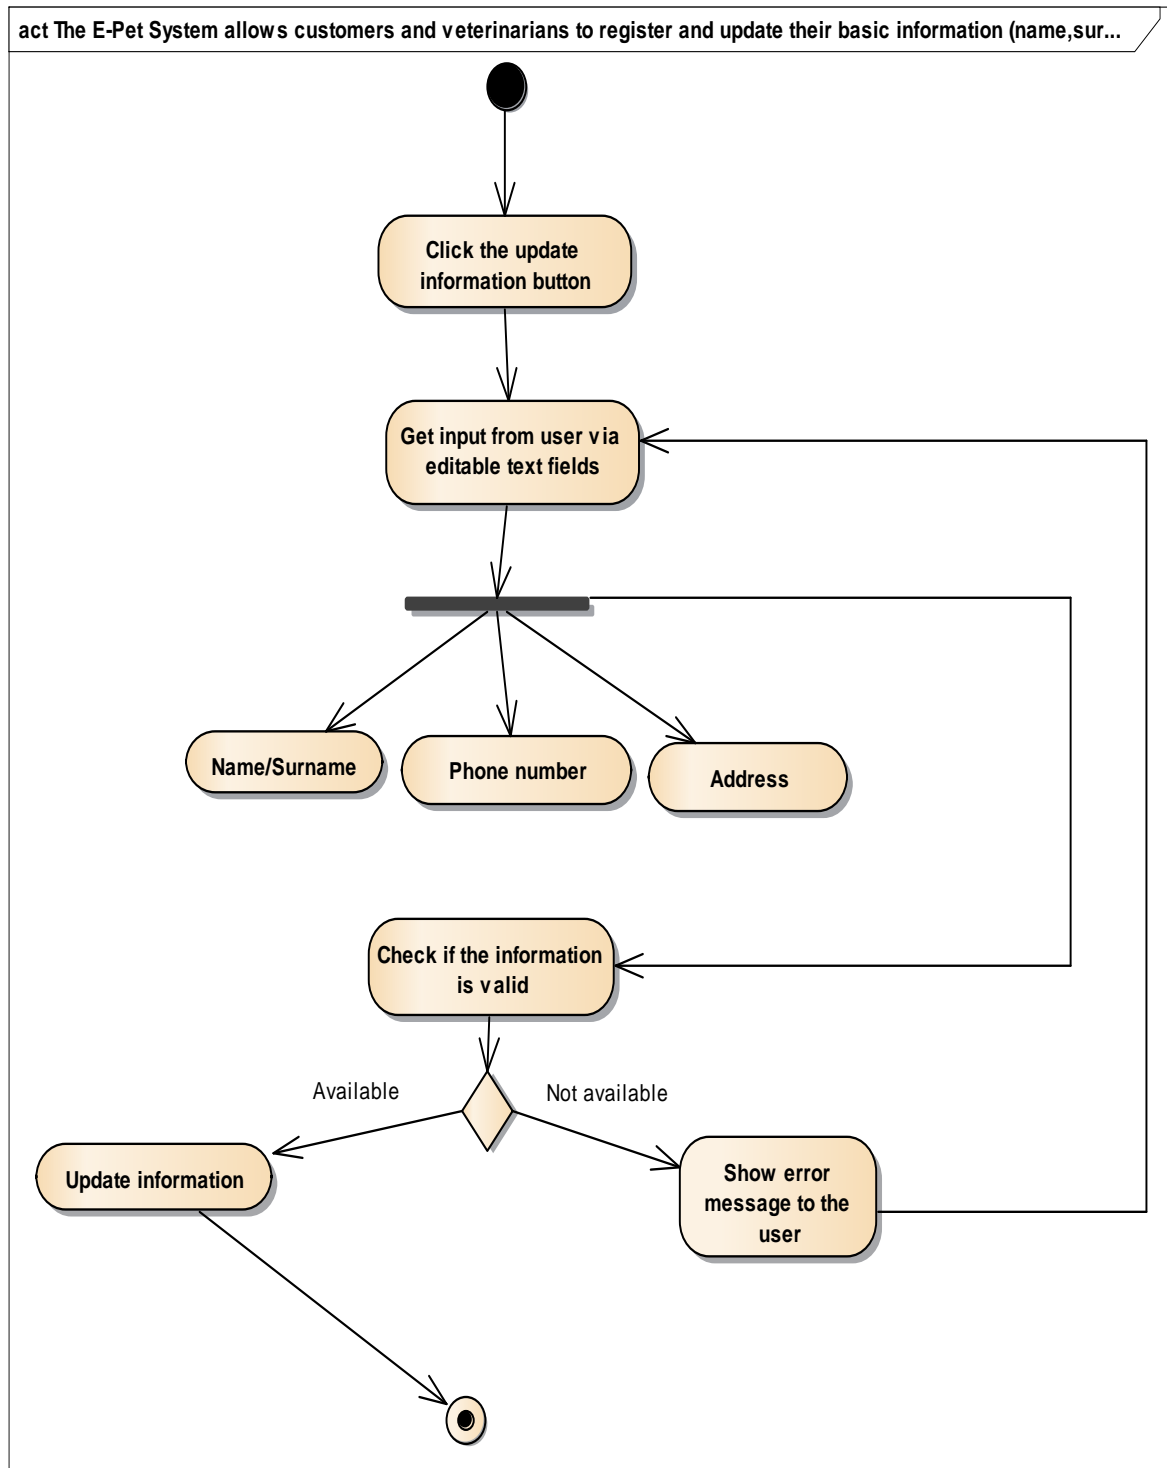 act The E-Pet System allows customers and veterinarians to register and update their basic information (name,sur...
Click the update
information button
Get input from user via
editable text fields
Name/Surname
Phone number
Address
Check if the information
is valid
Available
Not available
Update information
Show error
message to the
user